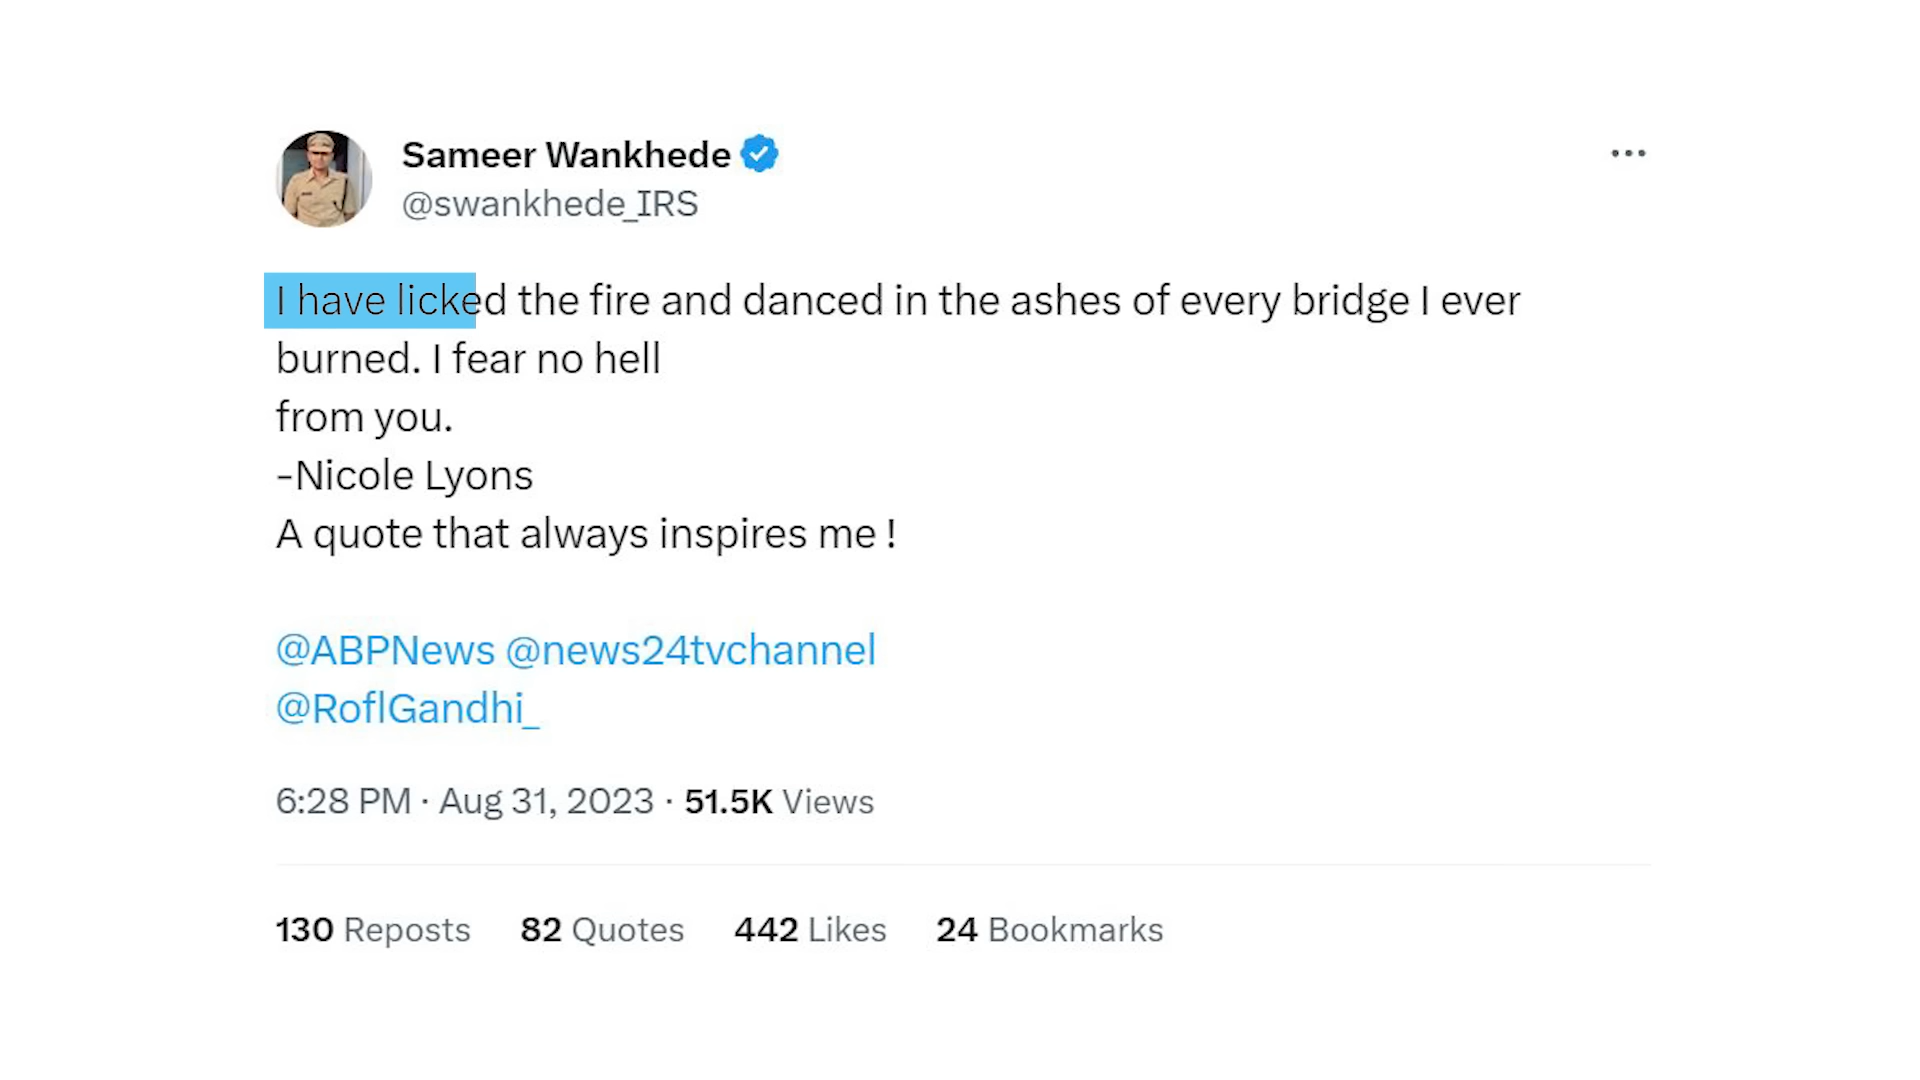 Sameer Wankhede
@swankhede_IRS
I have licked the fire and danced in the ashes of every bridge I ever
burned. I fear no hell
from you.
-Nicole Lyons
A quote that always inspires me !
@ABPNews @news24tvchannel
@RoflGandhi_
6:28 PM · Aug 31, 2023 · 51.5K Views
130 Reposts 82 Quotes 442 Likes 24 Bookmarks